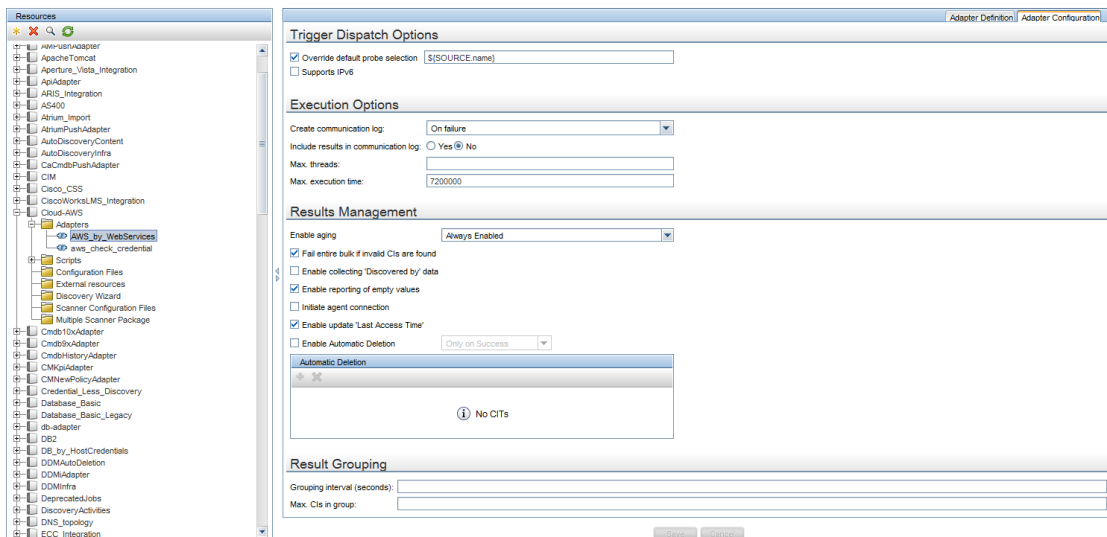 Resources
AMPushAdapter
ApacheTomcat
Aperture_Vista_Integration
ApiAdapter
ARIS_Integration
AS400
Atrium_Import
AtriumPushAdapter
AutoDiscoveryContent
AutoDiscoveryInfra
CaCmdbPushAdapter
CIM
Cisco_CSS
CiscoWorksLMS_Integration
Cloud-AWS
Adapters
AWS_by_WebServices
aws_check_credential
Scripts
Configuration Files
External resources
Discovery Wizard
Scanner Configuration Files
Multiple Scanner Package
Cmdb10xAdapter
Cmdb9xAdapter
CmdbHistoryAdapter
CMKpiAdapter
CMNewPolicyAdapter
Credential_Less_Discovery
Database_Basic
Database_Basic_Legacy
db-adapter
DB2
DB_by_HostCredentials
DDMAutoDeletion
DDMiAdapter
DDMInfra
DeprecatedJobs
DiscoveryActivities
DNS_topology
ECC_Integration
Adapter Definition Adapter Configuration
Trigger Dispatch Options
Override default probe selection ${SOURCE.name}
Supports IPv6
Execution Options
Create communication log: On failure
Include results in communication log: Yes No
Max. threads:
Max. execution time: 7200000
Results Management
Enable aging Always Enabled
Fail entire bulk if invalid CIs are found
Enable collecting 'Discovered by' data
Enable reporting of empty values
Initiate agent connection
Enable update 'Last Access Time'
Enable Automatic Deletion Only on Success
Automatic Deletion
No CITs
Result Grouping
Grouping interval (seconds):
Max. CIs in group:
Save Cancel